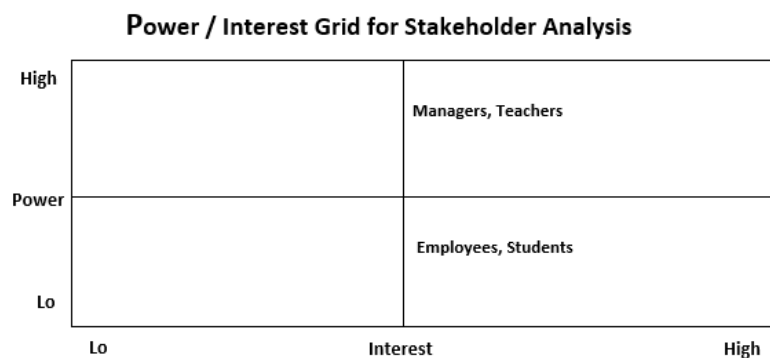 Power / Interest Grid for Stakeholder Analysis
High
Managers, Teachers
Power
Employees, Students
Lo
Lo
Interest
High